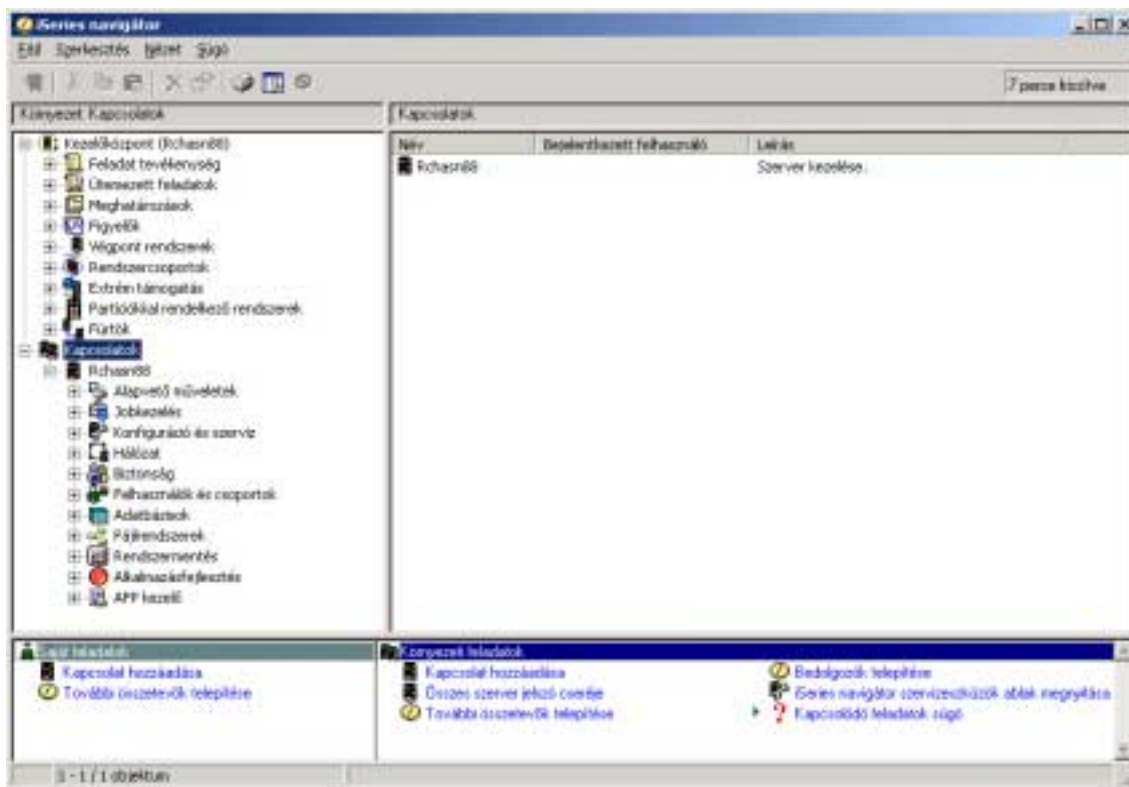 iSeries navigátor
Fájl Szerkesztés Nézet Súgó
7 perce frissítve
Környezet: Kapcsolatok
Kapcsolatok
Kezelőközpont (Rchasn88)
Feladat tevékenység
Ütemezett feladatok
Meghatározások
Figyelők
Végpont rendszerek
Rendszercsoportok
Extrém támogatás
Partíciókkal rendelkező rendszerek
Fürtök
Kapcsolatok
Rchasn88
Alapvető műveletek
Jobkezelés
Konfiguráció és szerviz
Hálózat
Biztonság
Felhasználók és csoportok
Adatbázisok
Fájlrendszerek
Rendszermentés
Alkalmazásfejlesztés
AFP kezelő
Név Bejelentkezett felhasználó Leírás
Rchasn88 Szerver kezelése.
Saját feladatok
Kapcsolat hozzáadása
További összetevők telepítése
Környezet feladatok
Kapcsolat hozzáadása
Összes szerver jelszó cseréje
További összetevők telepítése
Bedolgozók telepítése
iSeries navigátor szervizeszközök ablak megnyitása
Kapcsolódó feladatok súgó
1 - 1 / 1 objektum